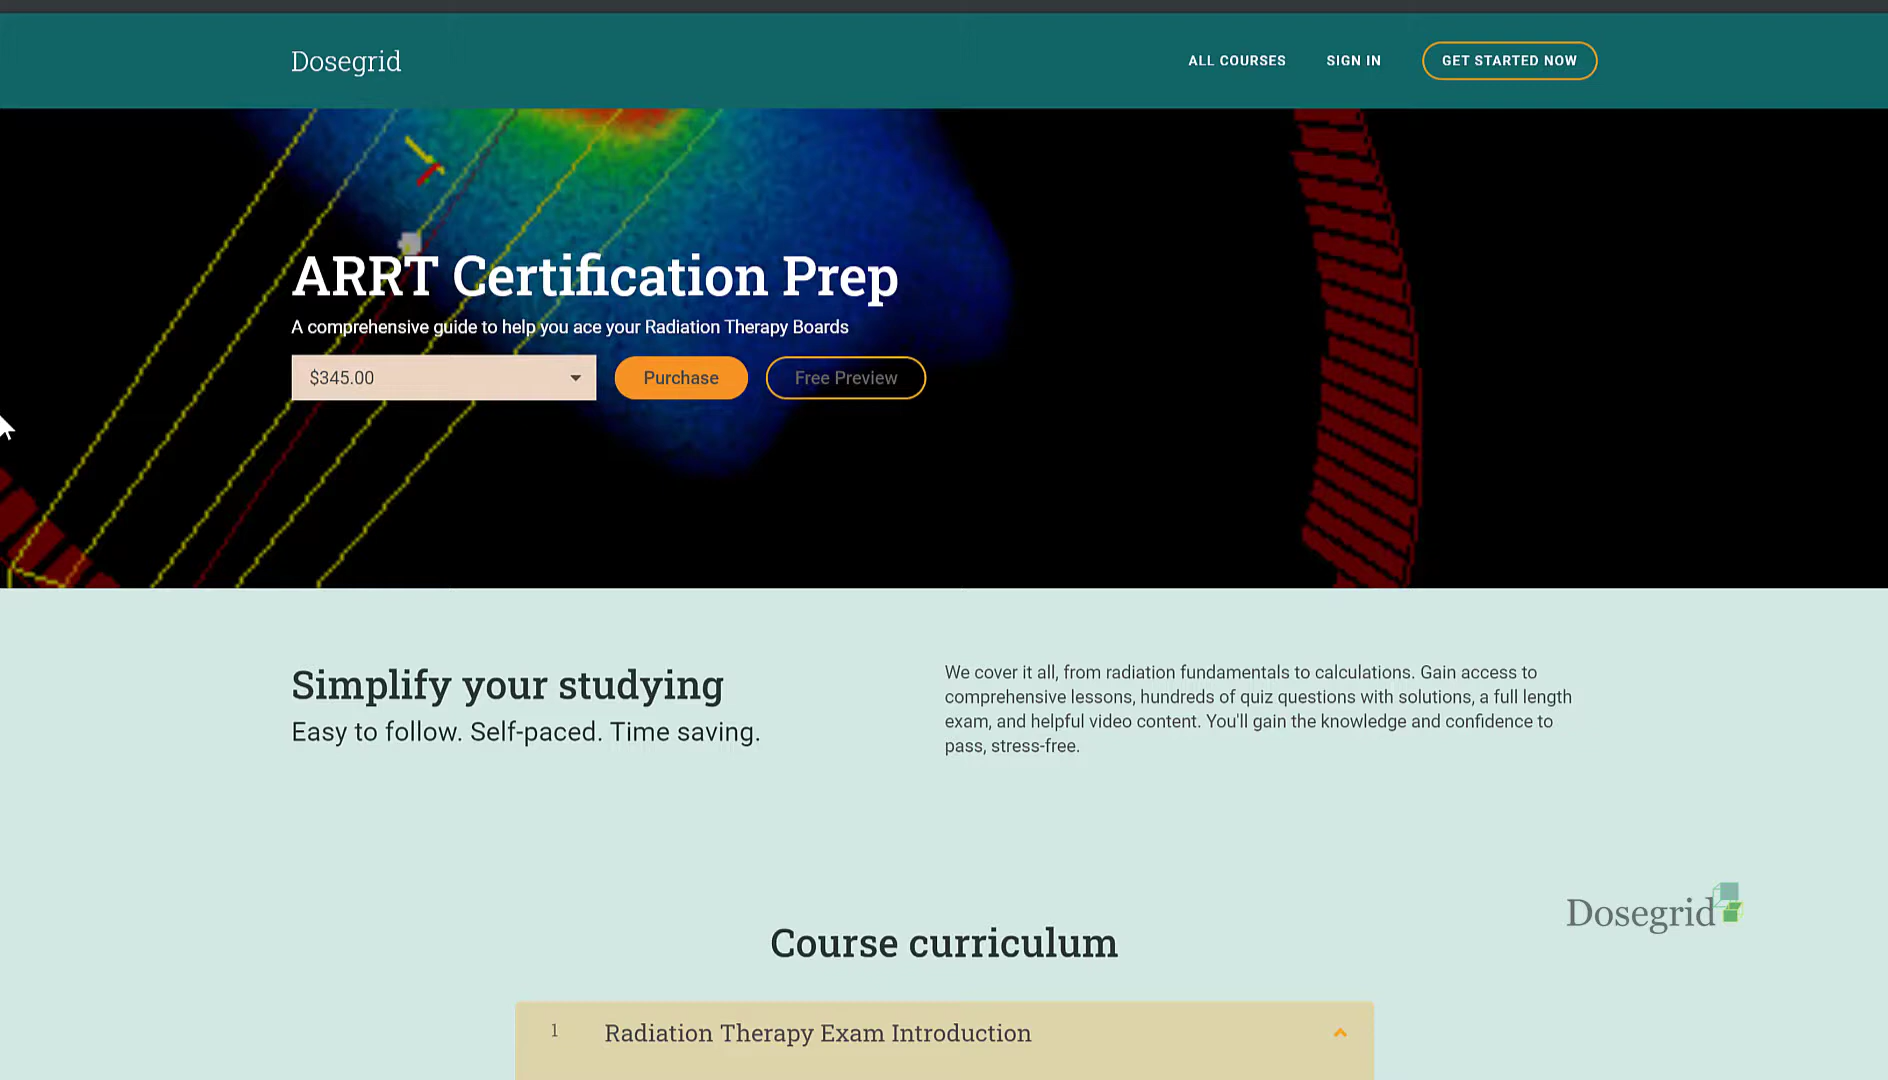 Dosegrid
ALL COURSES
SIGN IN
GET STARTED NOW
ARRT Certification Prep
A comprehensive guide to help you ace your Radiation Therapy Boards
$345.00
Purchase
Free Preview
Simplify your studying
Easy to follow. Self-paced. Time saving.
We cover it all, from radiation fundamentals to calculations. Gain access to
comprehensive lessons, hundreds of quiz questions with solutions, a full length
exam, and helpful video content. You'll gain the knowledge and confidence to
pass, stress-free.
Dosegrid
Course curriculum
1 Radiation Therapy Exam Introduction